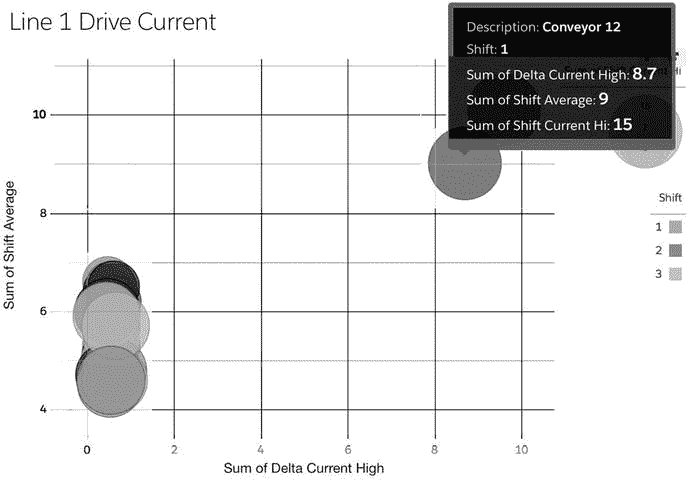 Line 1 Drive Current
Description: Conveyor 12
Shift: 1
Sum of Delta Current High: 8.7
Sum of Shift Average: 9
Sum of Shift Current Hi: 15
Sum of Shift Average
10
8
6
4
0
2
4
6
8
10
Sum of Delta Current High
Shift
1
2
3